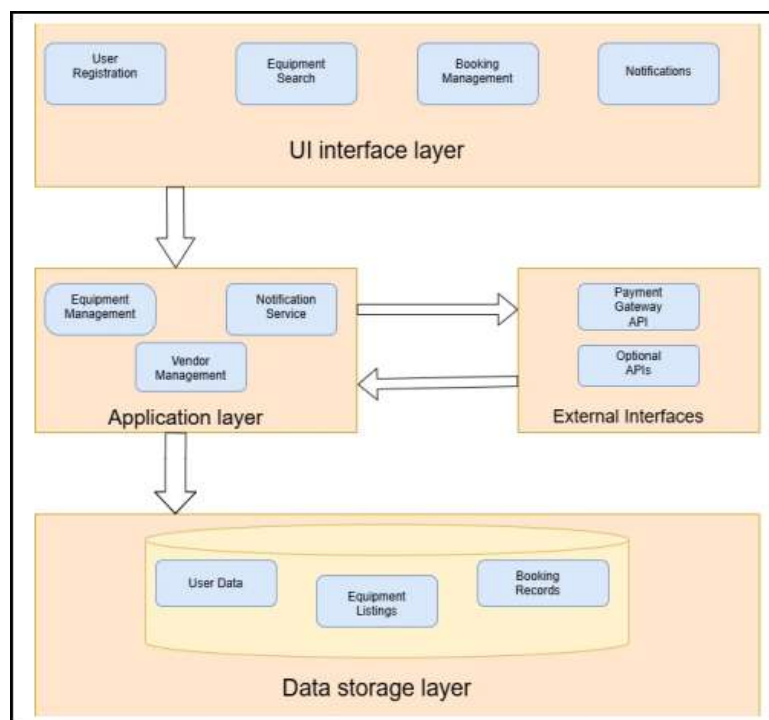 User
Registration
Equipment
Search
Booking
Management
Notifications
UI interface layer
Equipment
Management
Notification
Service
Vendor
Management
Application layer
Payment
Gateway
API
Optional
APIs
External Interfaces
User Data
Equipment
Listings
Booking
Records
Data storage layer